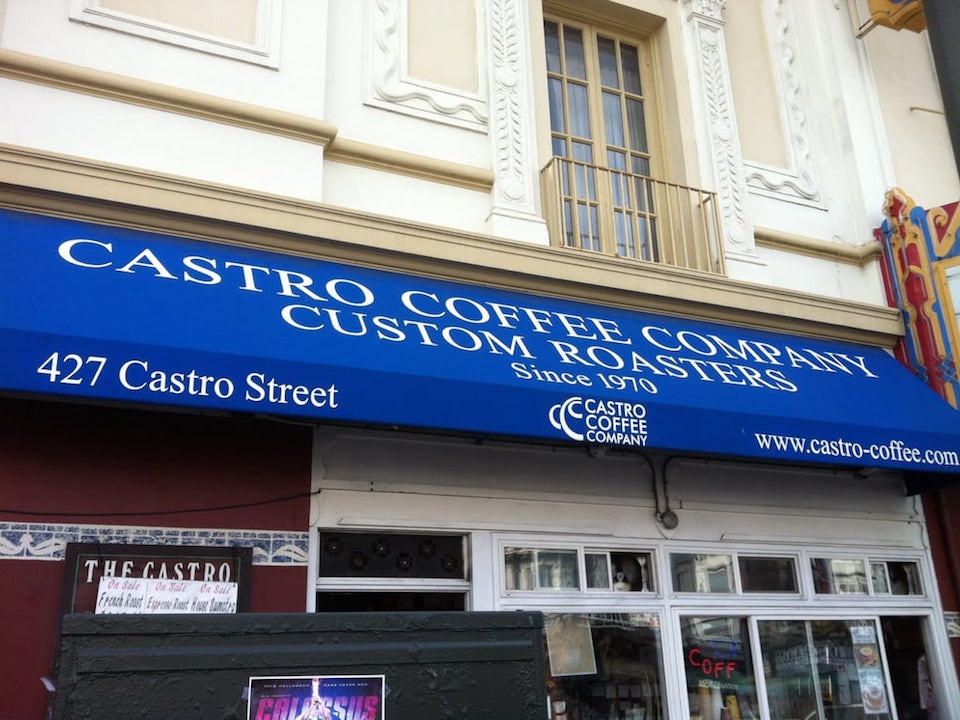 CASTRO COFFEE COMPANY
CUSTOM ROASTERS
Since 1970
427 Castro Street
CASTRO
COFFEE
COMPANY
www.castro-coffee.com
THE CASTRO
On Sale On Sale On Sale
French Roast Espresso Roast House Sumatra
COFF
COLOSSUS